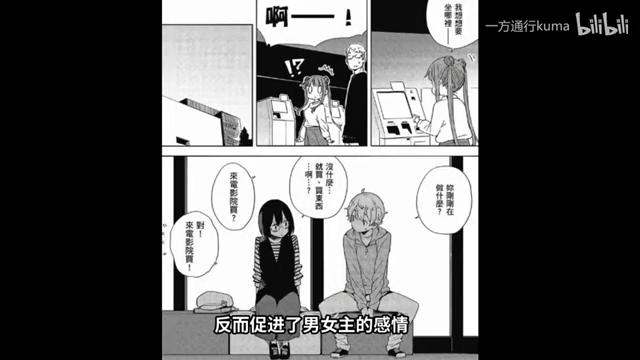 一方通行kuma
bilibili
我想想要
坐哪裡——
!?
啊——！
妳剛剛在
做什麼？
沒什麼…
就買、買東西
…啊…？
來電影院買？
對！
來電影院買！
反而促进了男女主的感情